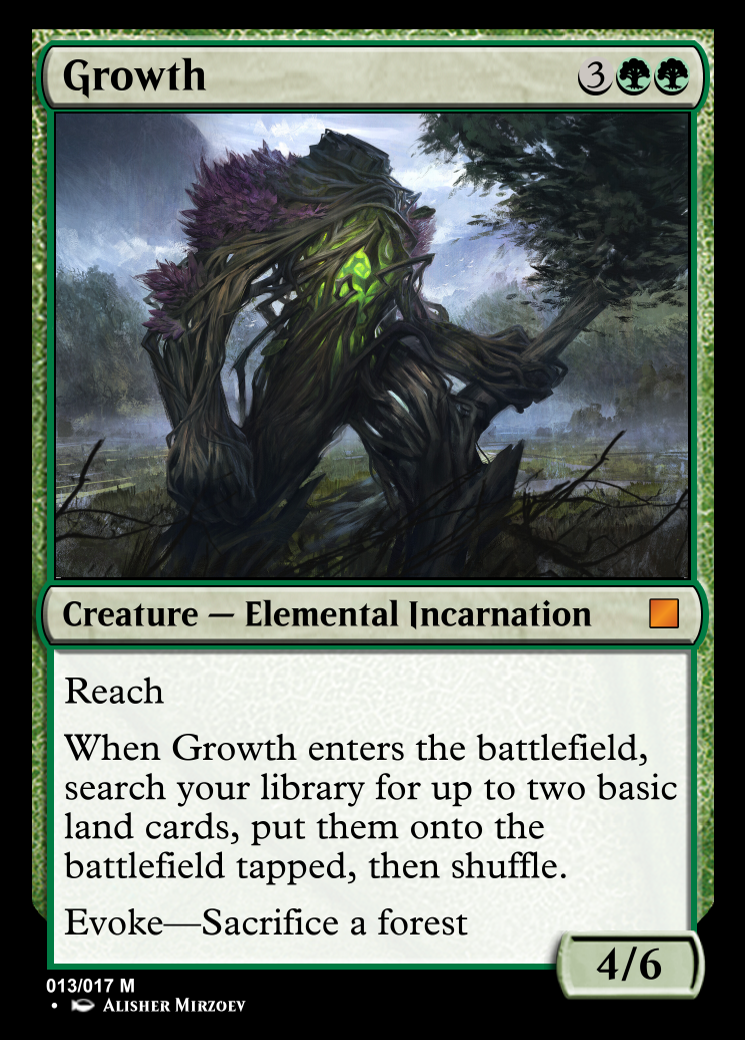 Growth 3
Creature — Elemental Incarnation
Reach
When Growth enters the battlefield,
search your library for up to two basic
land cards, put them onto the
battlefield tapped, then shuffle.
Evoke—Sacrifice a forest
4/6
013/017 M
• Alisher Mirzoev